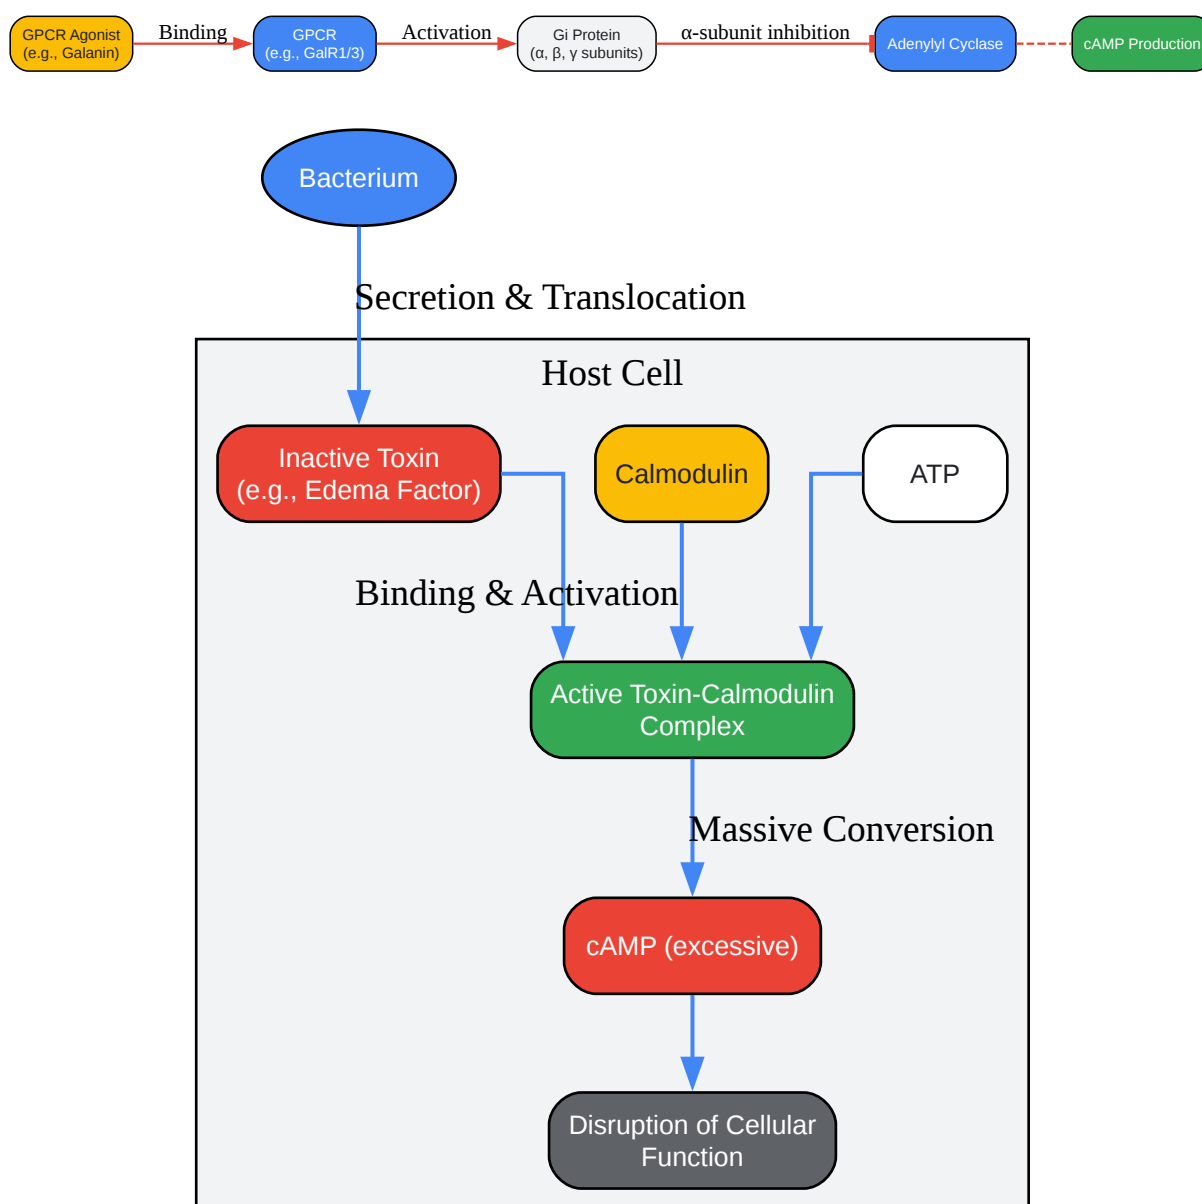 GPCR Agonist
(e.g., Galanin)
Binding
GPCR
(e.g., GalR1/3)
Activation
Gi Protein
(α, β, γ subunits)
α-subunit inhibition
Adenylyl Cyclase
cAMP Production
Bacterium
Secretion & Translocation
Host Cell
Inactive Toxin
(e.g., Edema Factor)
Calmodulin
ATP
Binding & Activation
Active Toxin-Calmodulin
Complex
Massive Conversion
cAMP (excessive)
Disruption of Cellular
Function